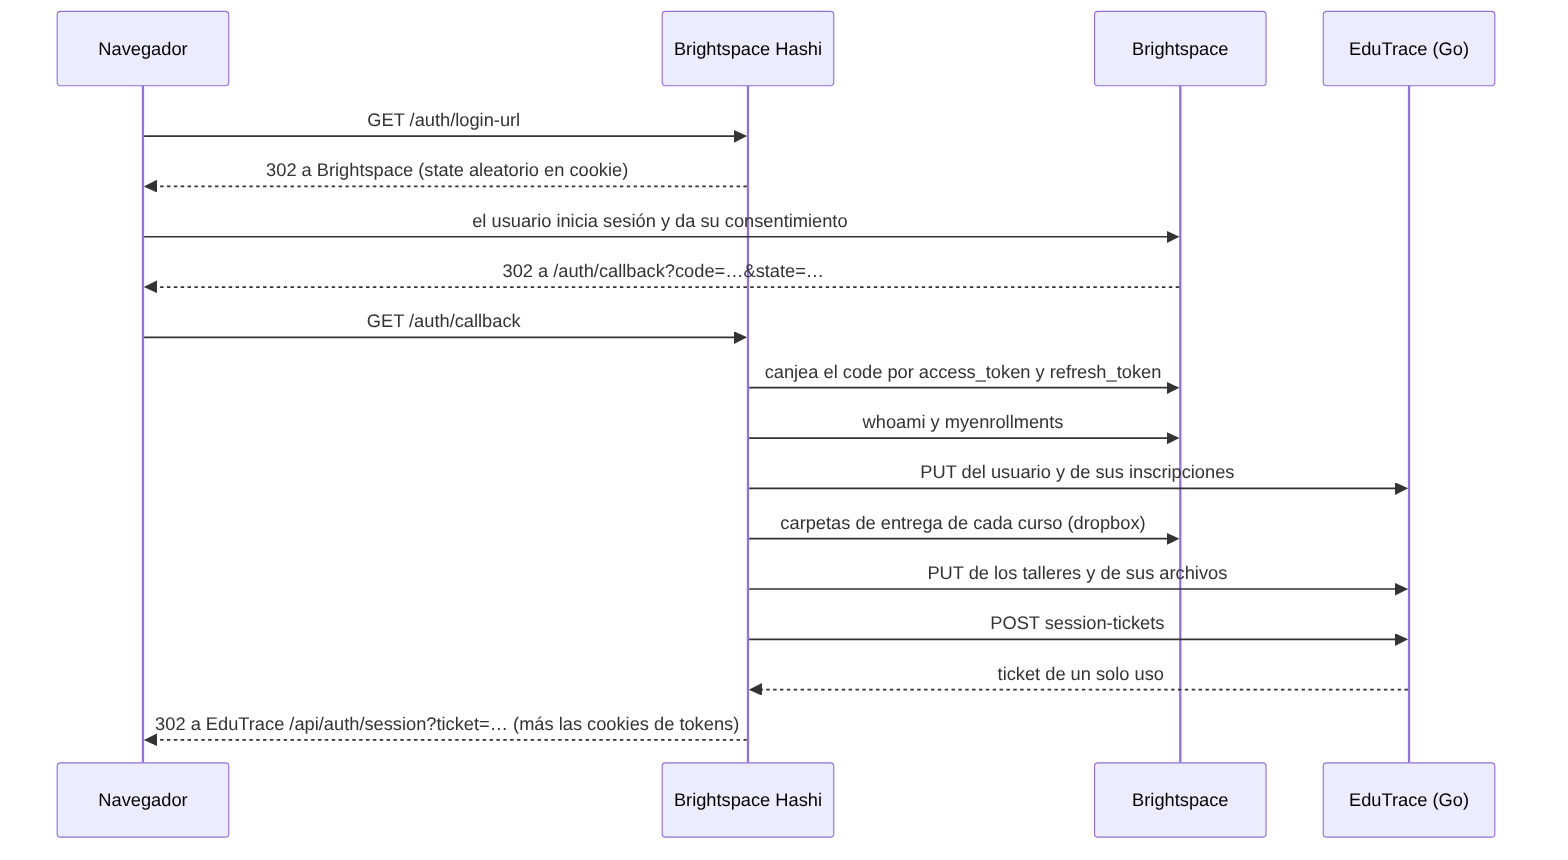 Navegador
Brightspace Hashi
Brightspace
EduTrace (Go)
GET /auth/login-url
302 a Brightspace (state aleatorio en cookie)
el usuario inicia sesión y da su consentimiento
302 a /auth/callback?code=…&state=…
GET /auth/callback
canjea el code por access_token y refresh_token
whoami y myenrollments
PUT del usuario y de sus inscripciones
carpetas de entrega de cada curso (dropbox)
PUT de los talleres y de sus archivos
POST session-tickets
ticket de un solo uso
302 a EduTrace /api/auth/session?ticket=… (más las cookies de tokens)
Navegador
Brightspace Hashi
Brightspace
EduTrace (Go)